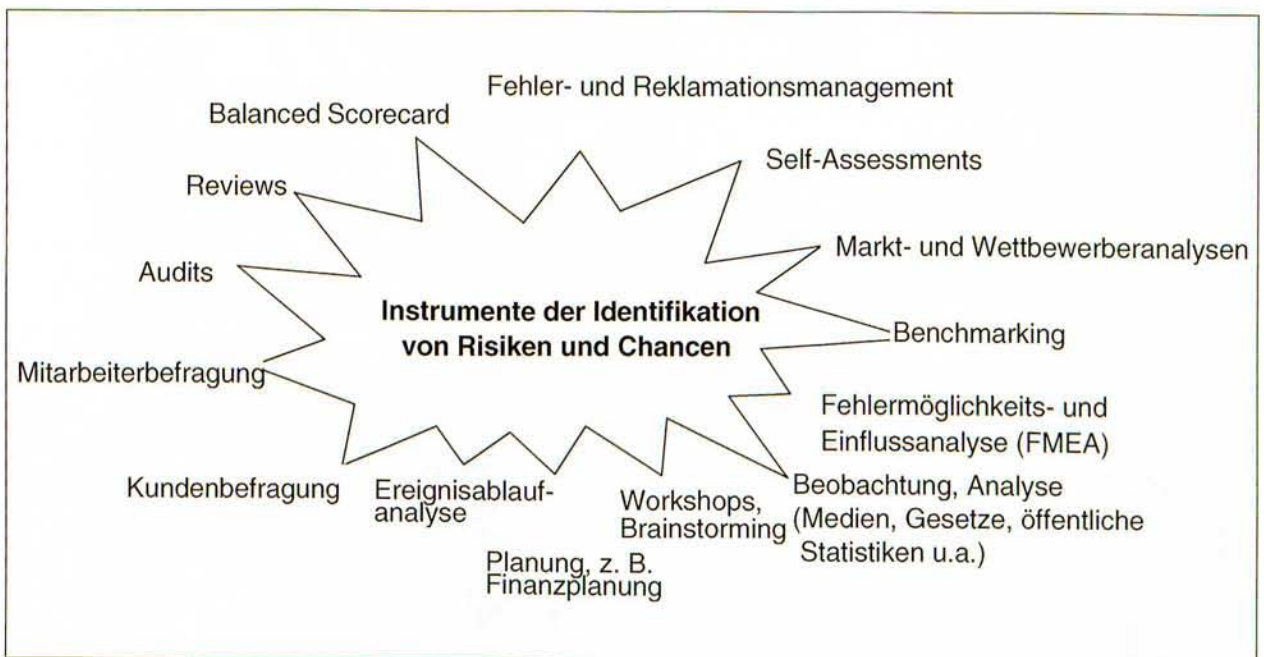 Fehler- und Reklamationsmanagement
Balanced Scorecard
Self-Assessments
Reviews
Markt- und Wettbewerberanalysen
Audits
Instrumente der Identifikation
von Risiken und Chancen
Benchmarking
Mitarbeiterbefragung
Fehlermöglichkeits- und
Einflussanalyse (FMEA)
Kundenbefragung
Ereignisablauf-
analyse
Workshops,
Brainstorming
Beobachtung, Analyse
(Medien, Gesetze, öffentliche
Statistiken u.a.)
Planung, z. B.
Finanzplanung